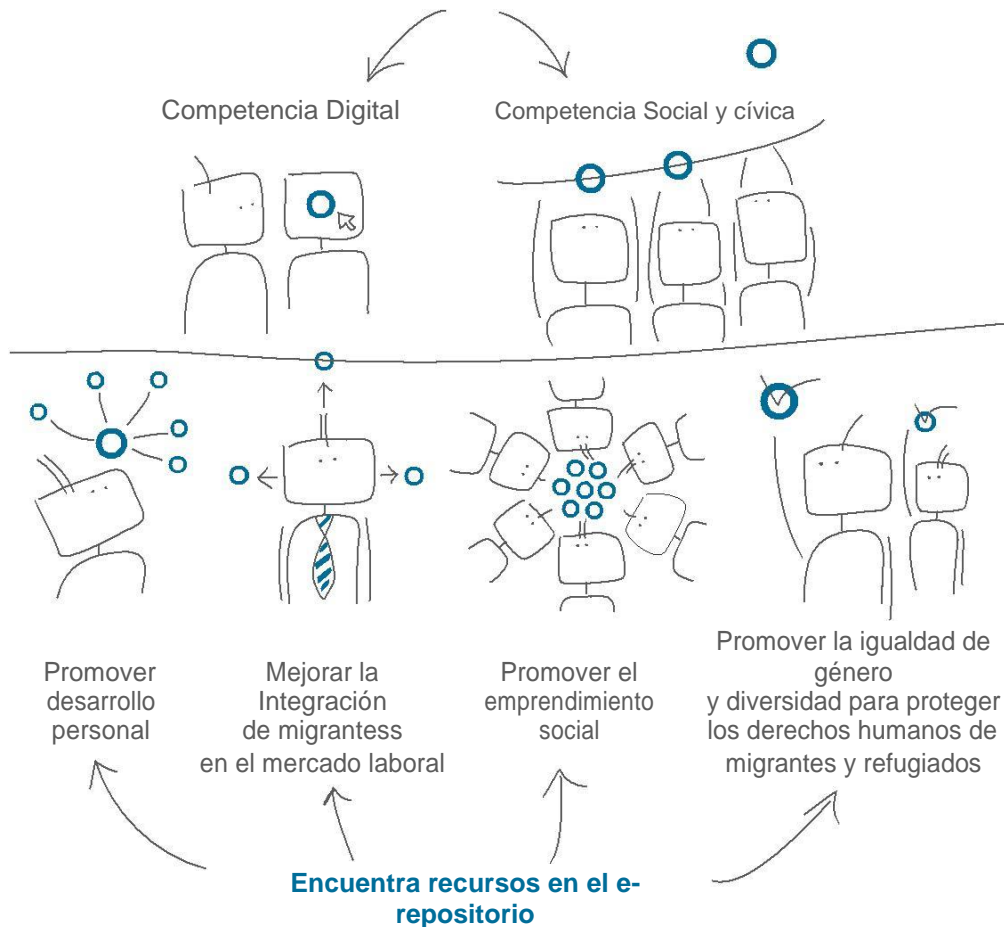 Competencia Digital
Competencia Social y cívica
Promover
desarrollo
personal
Mejorar la
Integración
de migrantess
en el mercado laboral
Promover el
emprendimiento
social
Promover la igualdad de
género
y diversidad para proteger
los derechos humanos de
migrantes y refugiados
Encuentra recursos en el e-
repositorio